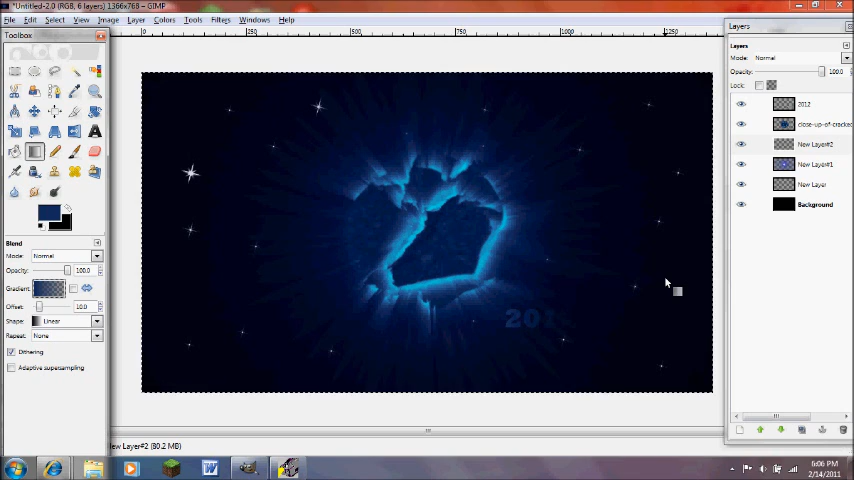 *Untitled-2.0 (RGB, 6 layers) 1366x768 – GIMP
File Edit Select View Image Layer Colors Tools Filters Windows Help
Toolbox
0 250 500 750 1000 1250
Layers
Layers
Mode: Normal
Opacity: 100.0
Lock:
2012
close-up-of-cracked
New Layer#2
New Layer#1
New Layer
Background
Blend
Mode: Normal
Opacity: 100.0
Gradient:
Offset: 10.0
Shape: Linear
Repeat: None
Dithering
Adaptive supersampling
New Layer#2 (80.2 MB)
6:06 PM
2/14/2011